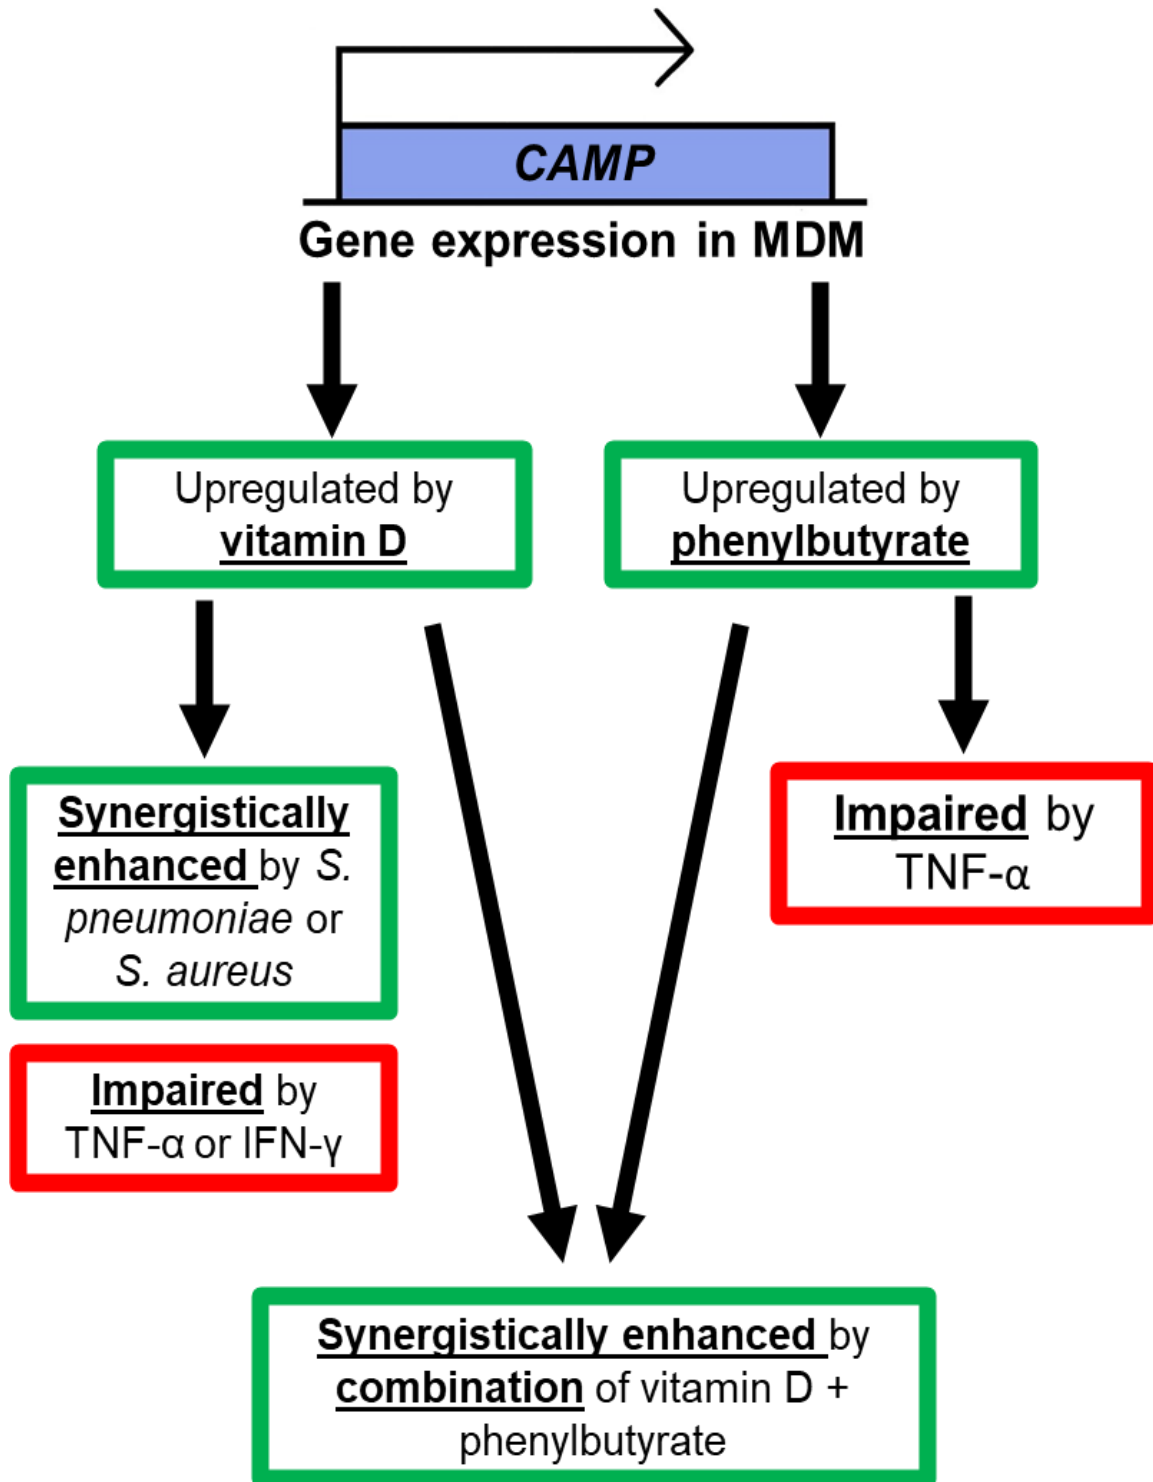 CAMP
Gene expression in MDM
Upregulated by
vitamin D
Upregulated by
phenylbutyrate
Synergistically
enhanced by S.
pneumoniae or
S. aureus
Impaired by
TNF-α
Impaired by
TNF-α or IFN-γ
Synergistically enhanced by
combination of vitamin D +
phenylbutyrate